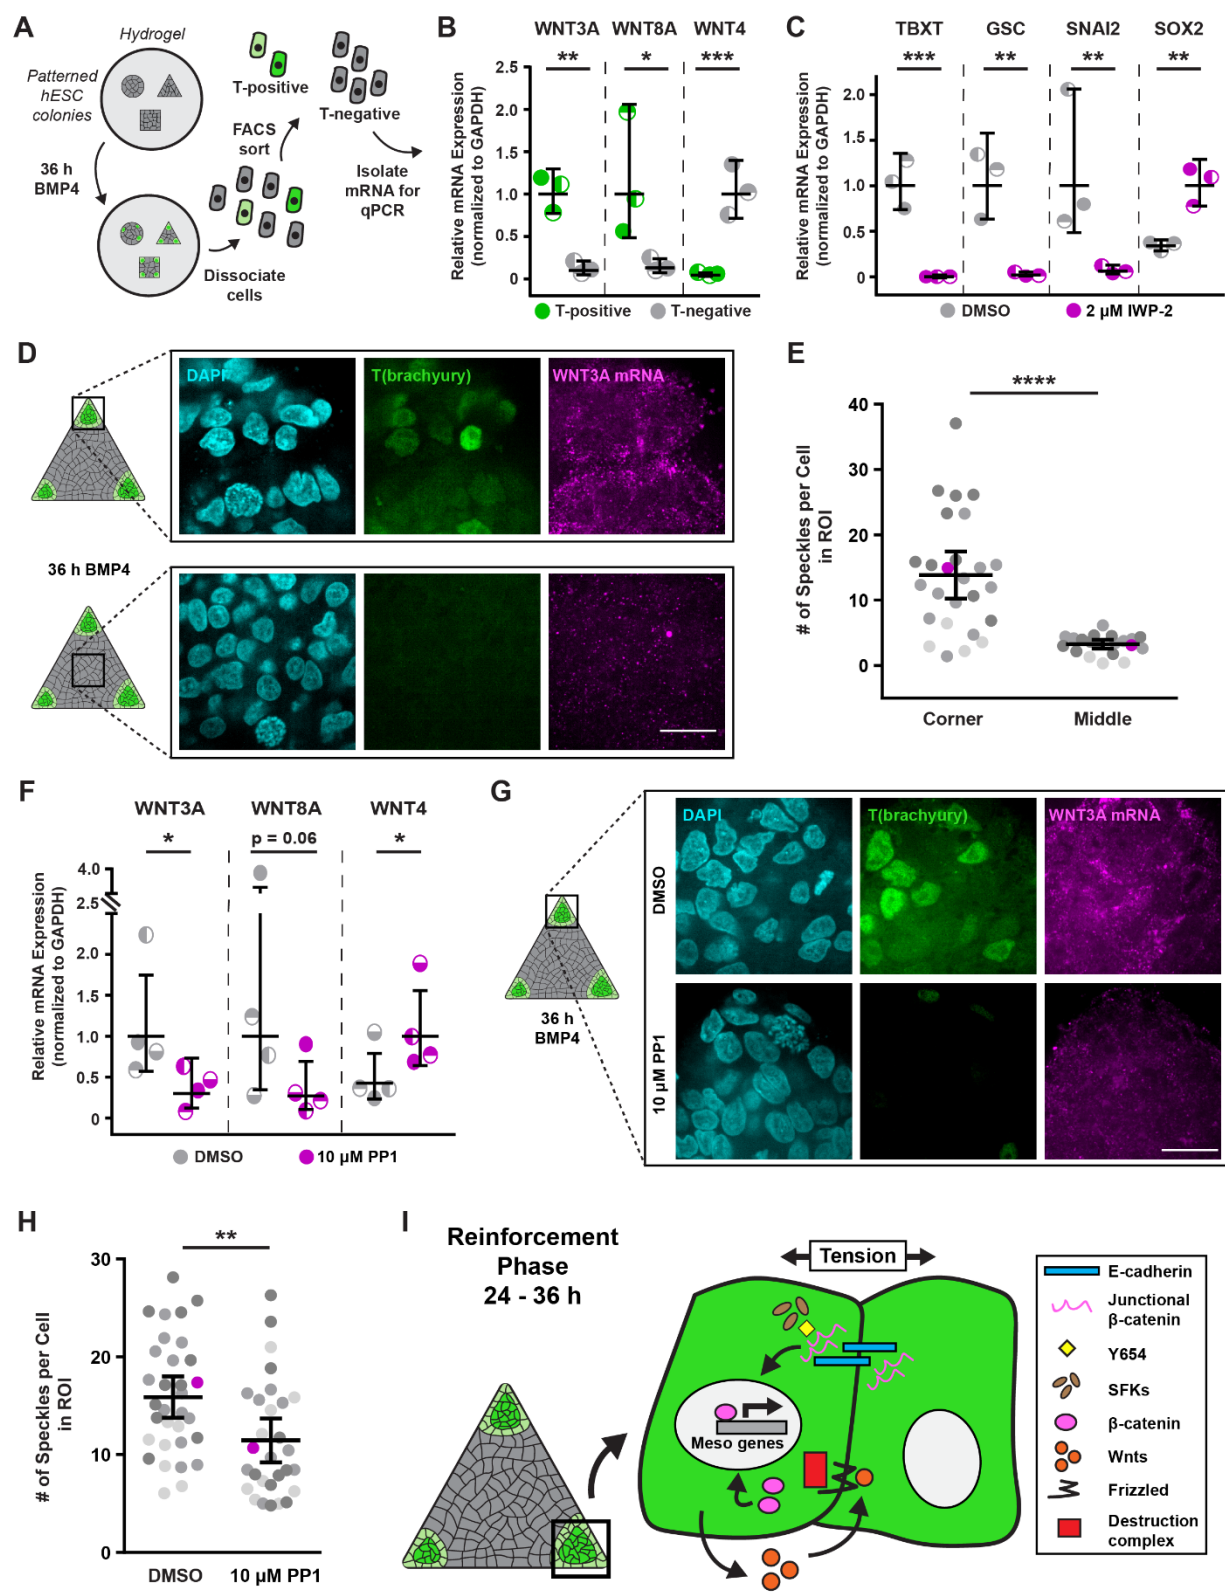 A
Hydrogel
Patterned
hESC
colonies
36 h
BMP4
T-positive
T-negative
FACS
sort
Isolate
mRNA for
qPCR
Dissociate
cells
B
WNT3A
WNT8A
WNT4
**
*
***
Relative mRNA Expression
(normalized to GAPDH)
2.5
2.0
1.5
1.0
0.5
0
T-positive
T-negative
C
TBXT
GSC
SNAI2
SOX2
***
**
**
**
Relative mRNA Expression
(normalized to GAPDH)
2.0
1.5
1.0
0.5
0
DMSO
2 µM IWP-2
D
DAPI
T(brachyury)
WNT3A mRNA
36 h BMP4
E
****
# of Speckles per Cell
in ROI
40
30
20
10
0
Corner
Middle
F
WNT3A
WNT8A
WNT4
*
p = 0.06
*
Relative mRNA Expression
(normalized to GAPDH)
4.0
2.5
2.0
1.5
1.0
0.5
0
DMSO
10 µM PP1
G
36 h
BMP4
DMSO
10 µM PP1
DAPI
T(brachyury)
WNT3A mRNA
H
**
# of Speckles per Cell
in ROI
30
20
10
0
DMSO
10 µM PP1
I
Reinforcement
Phase
24 - 36 h
Tension
Meso genes
E-cadherin
Junctional
β-catenin
Y654
SFKs
β-catenin
Wnts
Frizzled
Destruction
complex